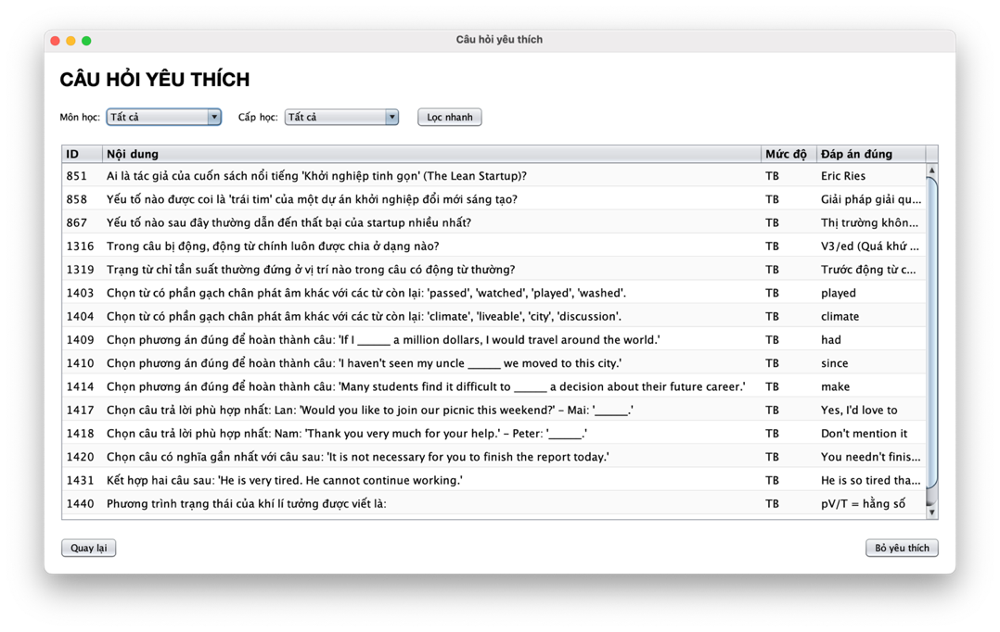 Câu hỏi yêu thích
CÂU HỎI YÊU THÍCH
Môn học: Tất cả Cấp học: Tất cả Lọc nhanh
ID Nội dung Mức độ Đáp án đúng
851 Ai là tác giả của cuốn sách nổi tiếng 'Khởi nghiệp tinh gọn' (The Lean Startup)? TB Eric Ries
858 Yếu tố nào được coi là 'trái tim' của một dự án khởi nghiệp đổi mới sáng tạo? TB Giải pháp giải qu...
867 Yếu tố nào sau đây thường dẫn đến thất bại của startup nhiều nhất? TB Thị trường khôn...
1316 Trong câu bị động, động từ chính luôn được chia ở dạng nào? TB V3/ed (Quá khứ ...
1319 Trạng từ chỉ tần suất thường đứng ở vị trí nào trong câu có động từ thường? TB Trước động từ c...
1403 Chọn từ có phần gạch chân phát âm khác với các từ còn lại: 'passed', 'watched', 'played', 'washed'. TB played
1404 Chọn từ có phần gạch chân phát âm khác với các từ còn lại: 'climate', 'liveable', 'city', 'discussion'. TB climate
1409 Chọn phương án đúng để hoàn thành câu: 'If I ______ a million dollars, I would travel around the world.' TB had
1410 Chọn phương án đúng để hoàn thành câu: 'I haven't seen my uncle ______ we moved to this city.' TB since
1414 Chọn phương án đúng để hoàn thành câu: 'Many students find it difficult to ______ a decision about their future career.' TB make
1417 Chọn câu trả lời phù hợp nhất: Lan: 'Would you like to join our picnic this weekend?' – Mai: '______.' TB Yes, I'd love to
1418 Chọn câu trả lời phù hợp nhất: Nam: 'Thank you very much for your help.' – Peter: '______.' TB Don't mention it
1420 Chọn câu có nghĩa gần nhất với câu sau: 'It is not necessary for you to finish the report today.' TB You needn't finis...
1431 Kết hợp hai câu sau: 'He is very tired. He cannot continue working.' TB He is so tired tha...
1440 Phương trình trạng thái của khí lí tưởng được viết là: TB pV/T = hằng số
Quay lại Bỏ yêu thích